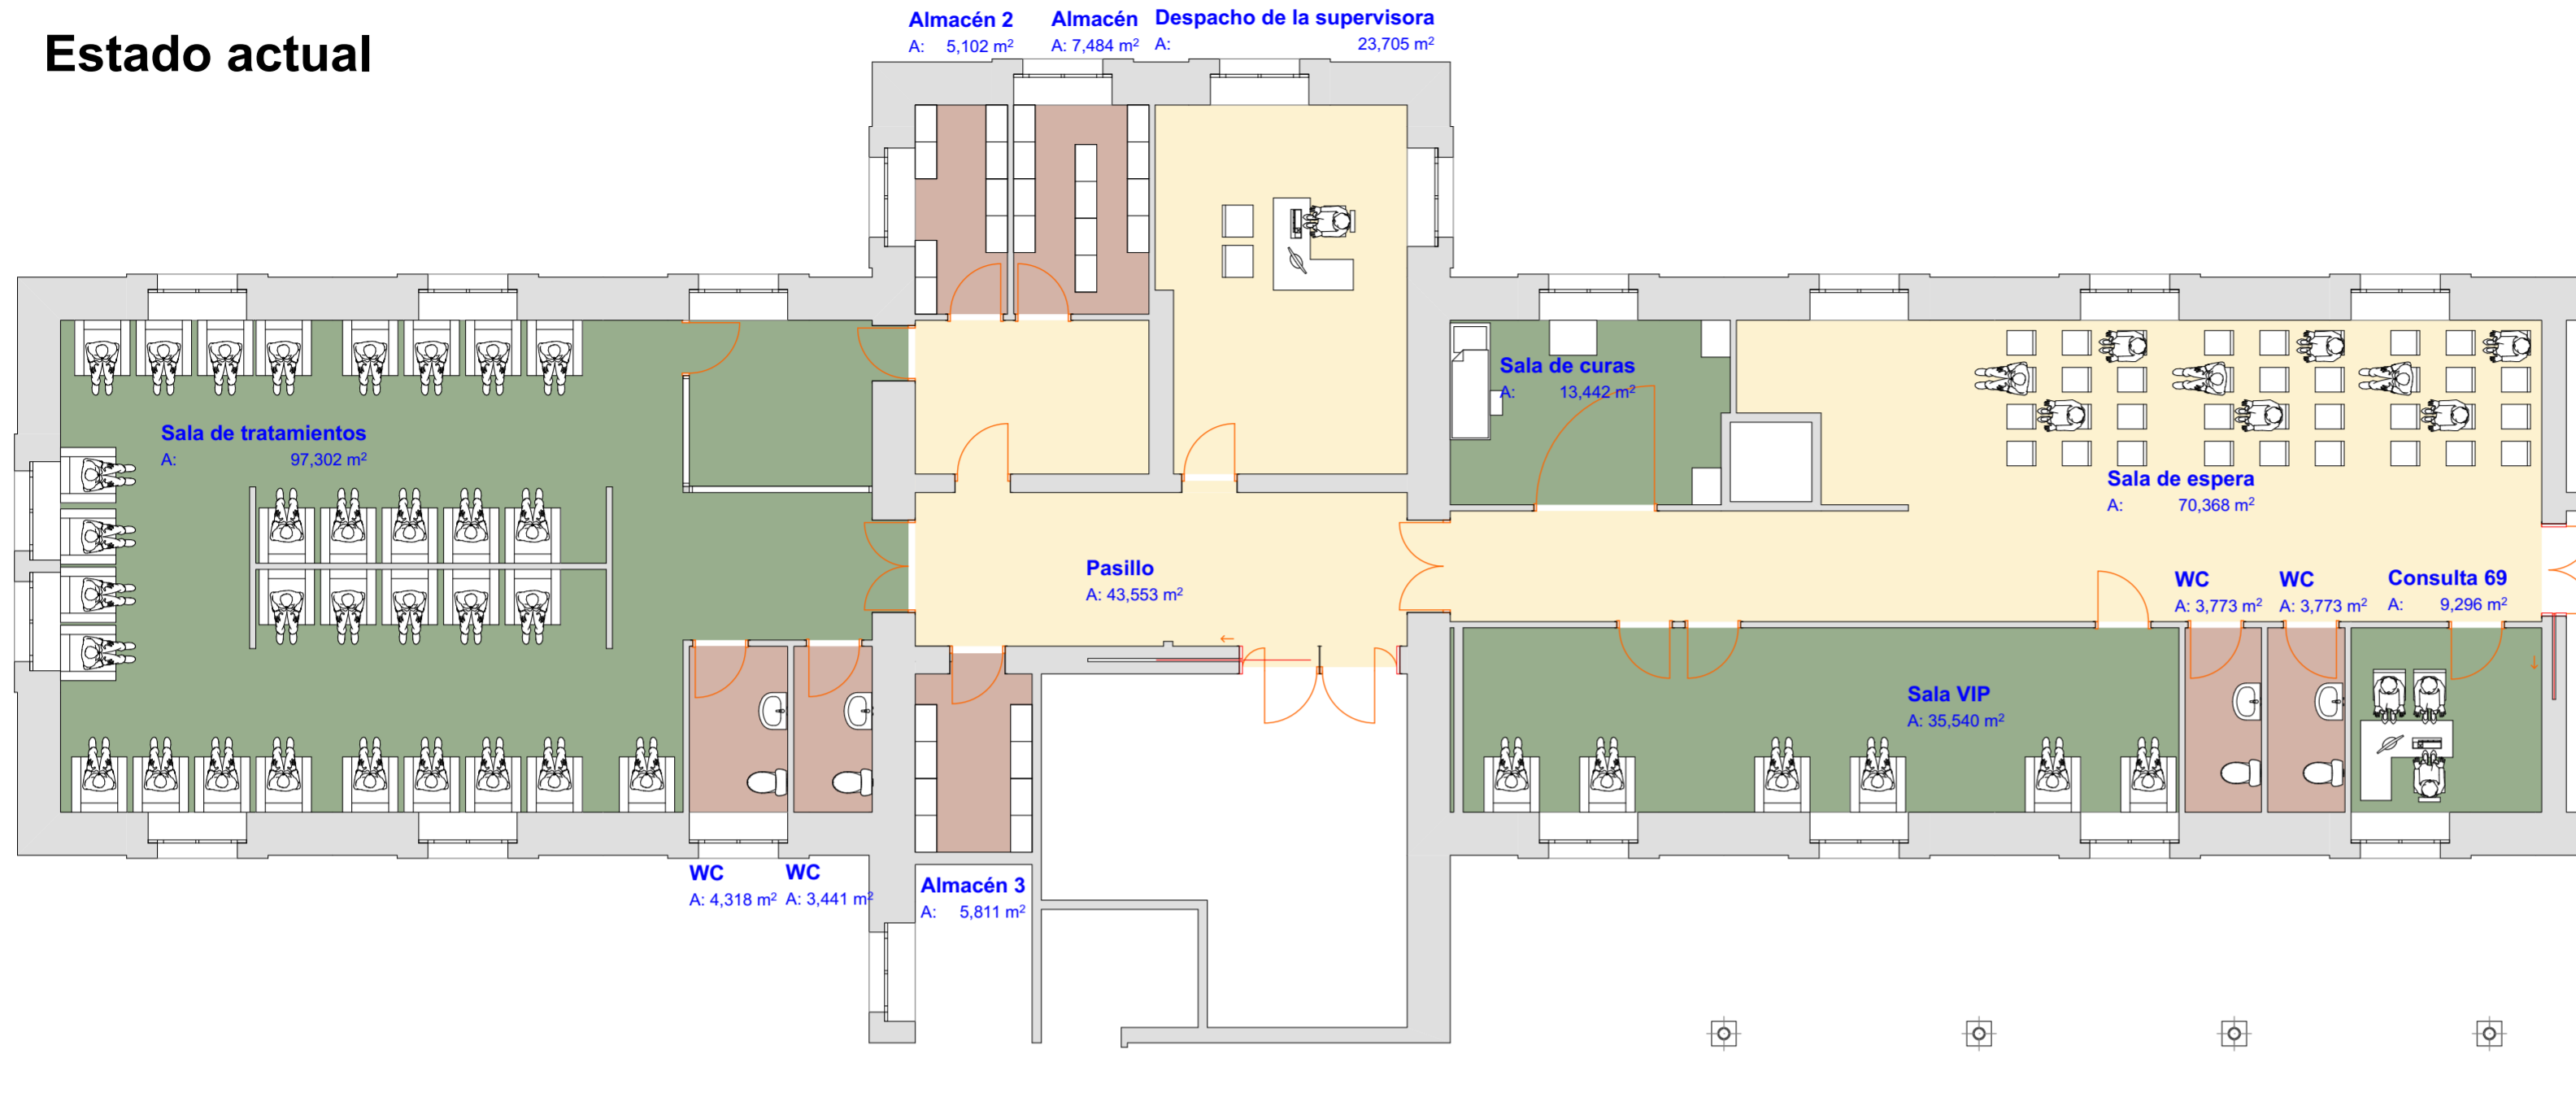 Estado actual
Almacén 2
A: 5,102 m²
Almacén
A: 7,484 m²
Despacho de la supervisora
A: 23,705 m²
Sala de curas
A: 13,442 m²
Sala de tratamientos
A: 97,302 m²
Sala de espera
A: 70,368 m²
Pasillo
A: 43,553 m²
WC
A: 3,773 m²
WC
A: 3,773 m²
Consulta 69
A: 9,296 m²
Sala VIP
A: 35,540 m²
WC
A: 4,318 m²
WC
A: 3,441 m²
Almacén 3
A: 5,811 m²